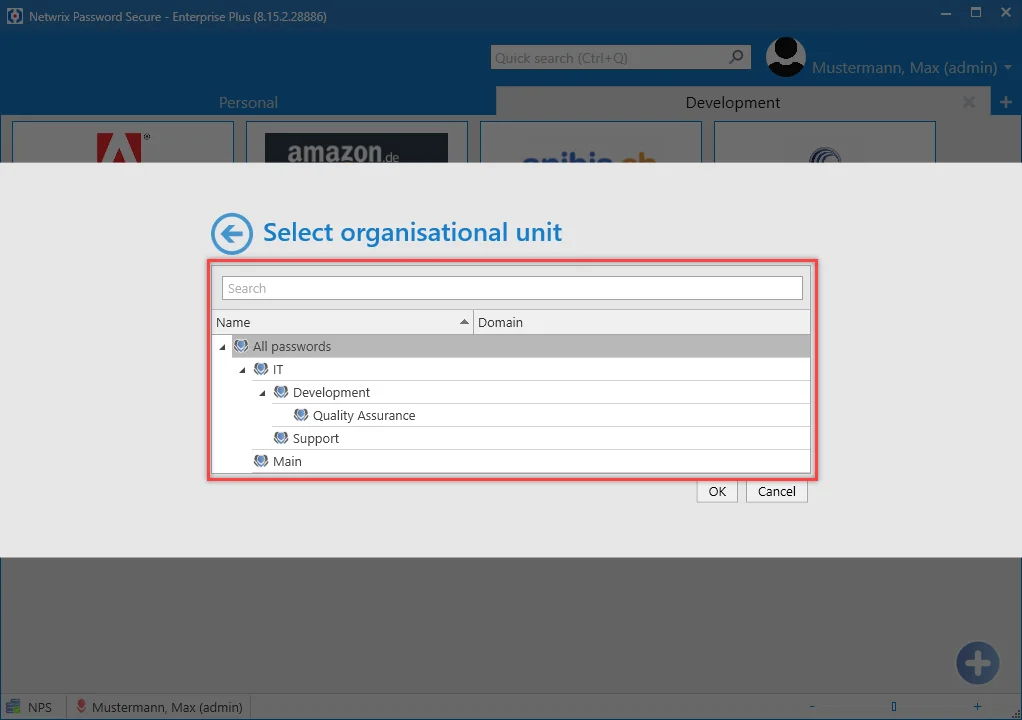 Netwrix Password Secure - Enterprise Plus (8.15.2.28886)
Quick search (Ctrl+Q)
Mustermann, Max (admin)
Personal
Development
amazon.de
Select organisational unit
Search
Name
Domain
All passwords
IT
Development
Quality Assurance
Support
Main
OK
Cancel
NPS
Mustermann, Max (admin)